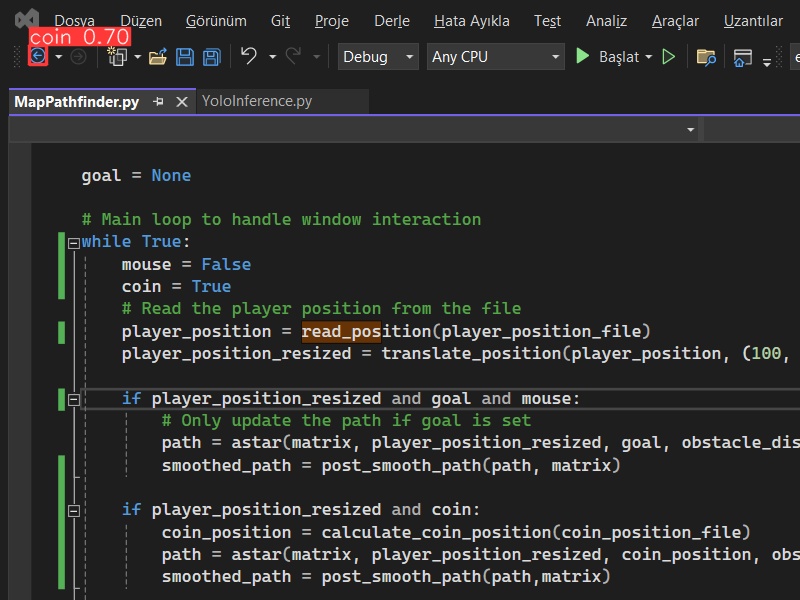 Dosya Düzen Görünüm Git Proje Derle Hata Ayıkla Test Analiz Araçlar Uzantılar
coin 0.70
Debug Any CPU Başlat
MapPathfinder.py YoloInference.py
goal = None
# Main loop to handle window interaction
while True:
mouse = False
coin = True
# Read the player position from the file
player_position = read_position(player_position_file)
player_position_resized = translate_position(player_position, (100,
if player_position_resized and goal and mouse:
# Only update the path if goal is set
path = astar(matrix, player_position_resized, goal, obstacle_dis
smoothed_path = post_smooth_path(path, matrix)
if player_position_resized and coin:
coin_position = calculate_coin_position(coin_position_file)
path = astar(matrix, player_position_resized, coin_position, obs
smoothed_path = post_smooth_path(path,matrix)